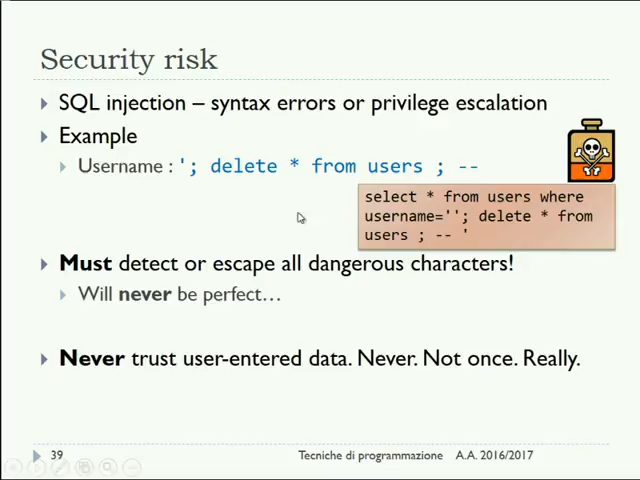 Security risk
SQL injection – syntax errors or privilege escalation
Example
Username : '; delete * from users ; --
select * from users where
username=''; delete * from
users ; -- '
Must detect or escape all dangerous characters!
Will never be perfect…
Never trust user-entered data. Never. Not once. Really.
39
Tecniche di programmazione A.A. 2016/2017